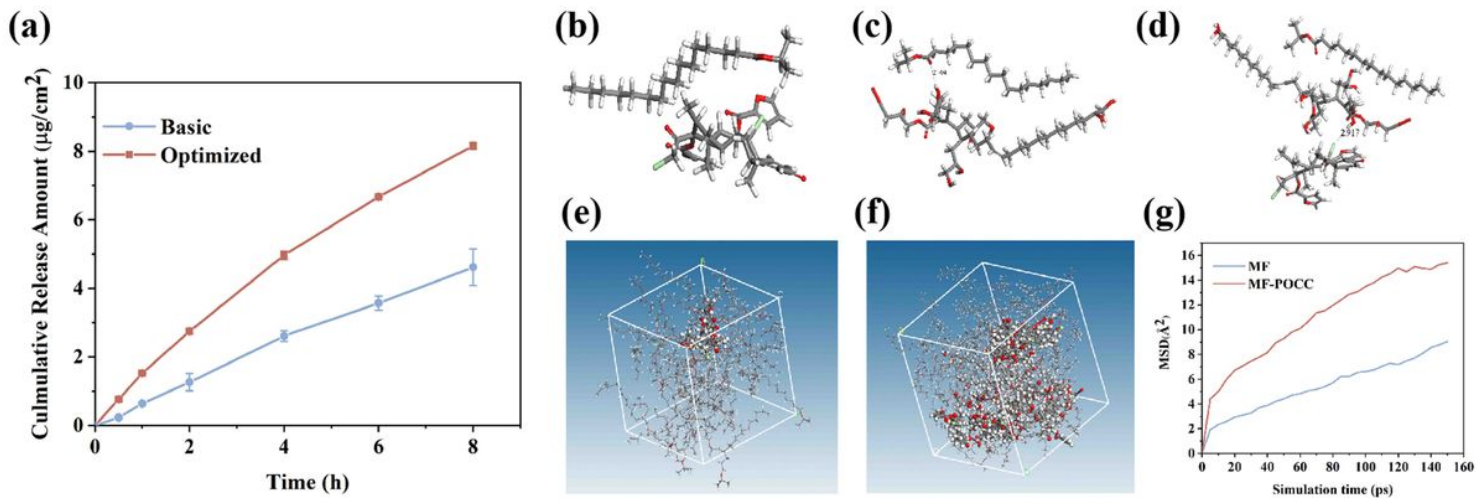 (a)
Culmulative Release Amount (μg/cm²)
10
8
6
4
2
0
Basic
Optimized
0 2 4 6 8
Time (h)
(b)
(c)
(d)
2.917
(e)
(f)
(g)
MSD(Å²)
16
14
12
10
8
6
4
2
0
MF
MF-POCC
0 20 40 60 80 100 120 140 160
Simulation time (ps)